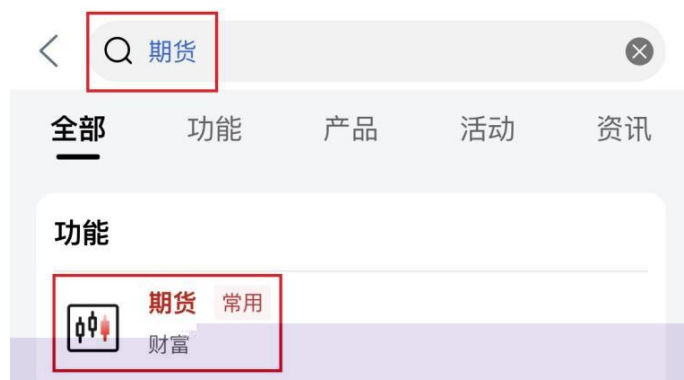 期货
全部 功能 产品 活动 资讯
功能
期货 常用
财富